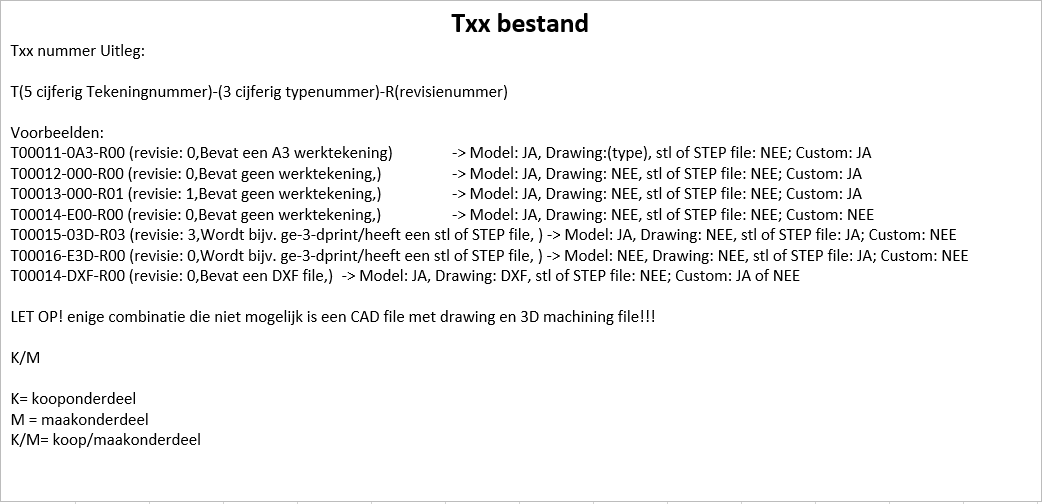 Txx bestand
Txx nummer Uitleg:
T(5 cijferig Tekeningnummer)-(3 cijferig typenummer)-R(revisienummer)
Voorbeelden:
T00011-0A3-R00 (revisie: 0,Bevat een A3 werktekening) -> Model: JA, Drawing:(type), stl of STEP file: NEE; Custom: JA
T00012-000-R00 (revisie: 0,Bevat geen werktekening,) -> Model: JA, Drawing: NEE, stl of STEP file: NEE; Custom: JA
T00013-000-R01 (revisie: 1,Bevat geen werktekening,) -> Model: JA, Drawing: NEE, stl of STEP file: NEE; Custom: JA
T00014-E00-R00 (revisie: 0,Bevat geen werktekening,) -> Model: JA, Drawing: NEE, stl of STEP file: NEE; Custom: NEE
T00015-03D-R03 (revisie: 3,Wordt bijv. ge-3-dprint/heeft een stl of STEP file, ) -> Model: JA, Drawing: NEE, stl of STEP file: JA; Custom: NEE
T00016-E3D-R00 (revisie: 0,Wordt bijv. ge-3-dprint/heeft een stl of STEP file, ) -> Model: NEE, Drawing: NEE, stl of STEP file: JA; Custom: NEE
T00014-DXF-R00 (revisie: 0,Bevat een DXF file,) -> Model: JA, Drawing: DXF, stl of STEP file: NEE; Custom: JA of NEE
LET OP! enige combinatie die niet mogelijk is een CAD file met drawing en 3D machining file!!!
K/M
K= kooponderdeel
M = maakonderdeel
K/M= koop/maakonderdeel